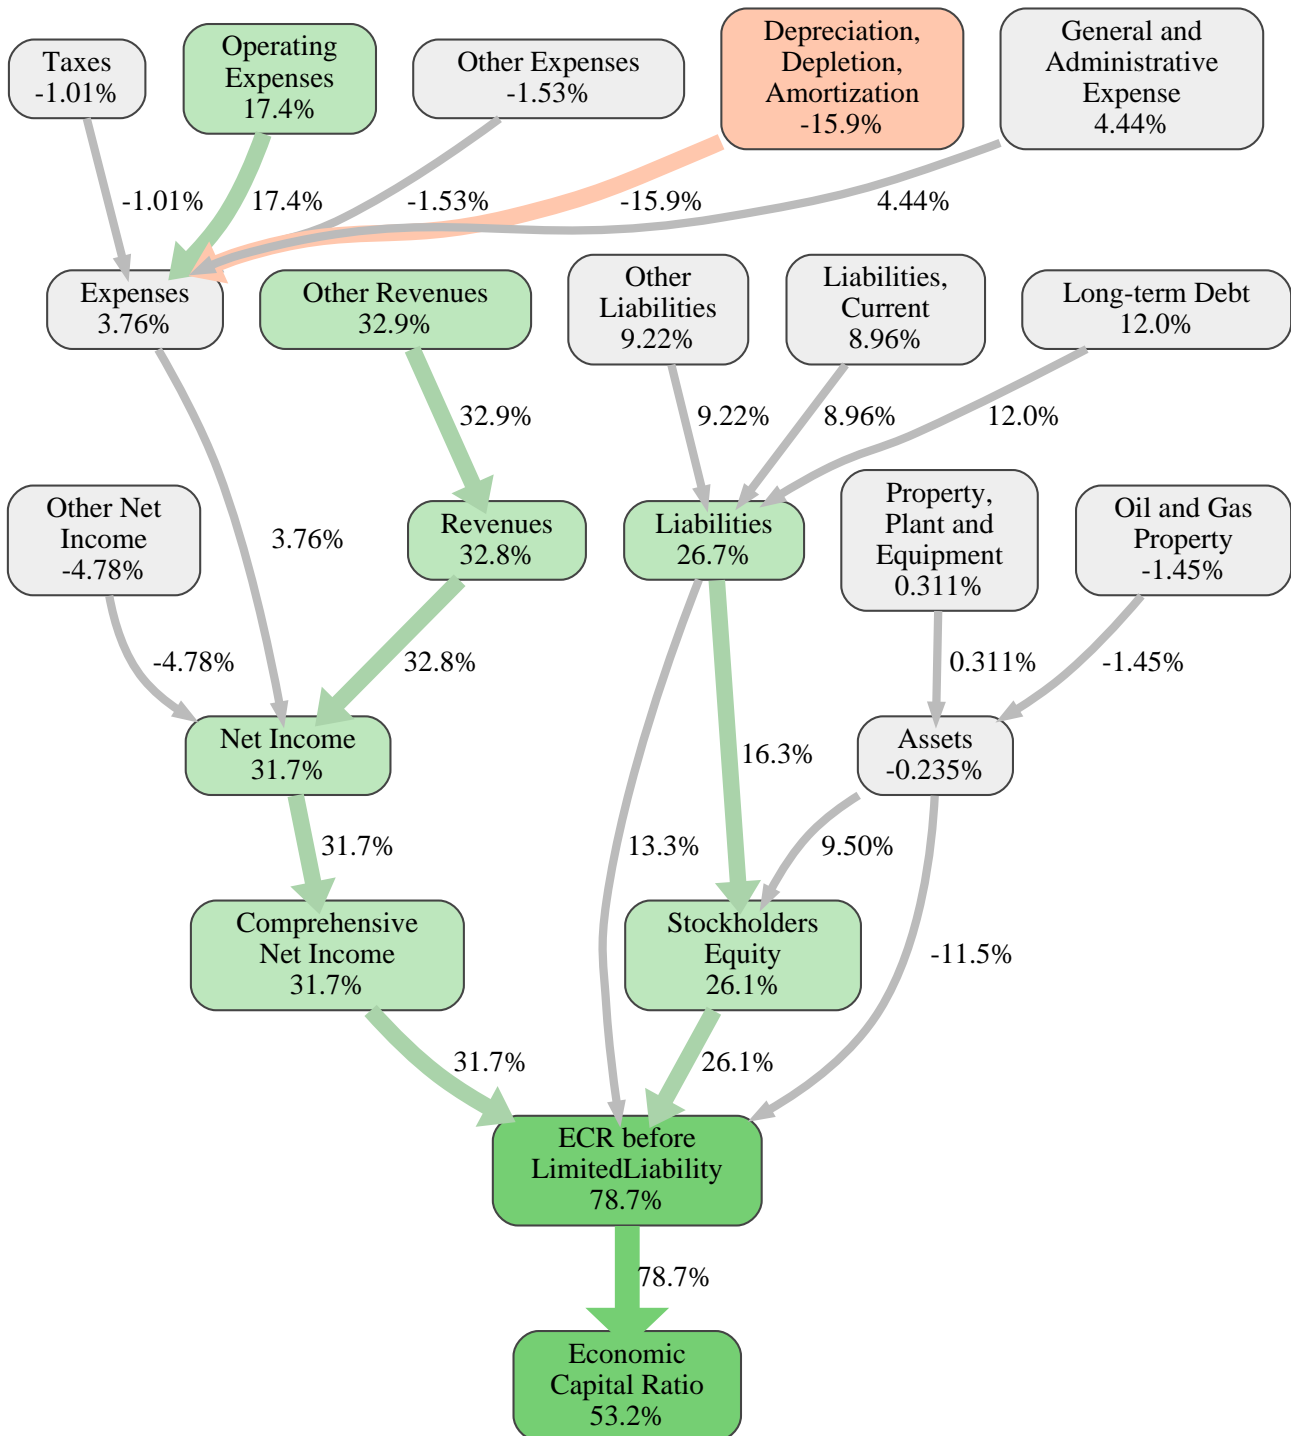 Taxes
-1.01%
Operating
Expenses
17.4%
Other Expenses
-1.53%
Depreciation,
Depletion,
Amortization
-15.9%
General and
Administrative
Expense
4.44%
-1.01%
17.4%
-1.53%
-15.9%
4.44%
Expenses
3.76%
Other Revenues
32.9%
Other
Liabilities
9.22%
Liabilities,
Current
8.96%
Long-term Debt
12.0%
32.9%
9.22%
8.96%
12.0%
Other Net
Income
-4.78%
3.76%
Revenues
32.8%
Liabilities
26.7%
Property,
Plant and
Equipment
0.311%
Oil and Gas
Property
-1.45%
-4.78%
32.8%
0.311%
-1.45%
Net Income
31.7%
16.3%
Assets
-0.235%
31.7%
13.3%
9.50%
Comprehensive
Net Income
31.7%
Stockholders
Equity
26.1%
-11.5%
31.7%
26.1%
ECR before
LimitedLiability
78.7%
78.7%
Economic
Capital Ratio
53.2%